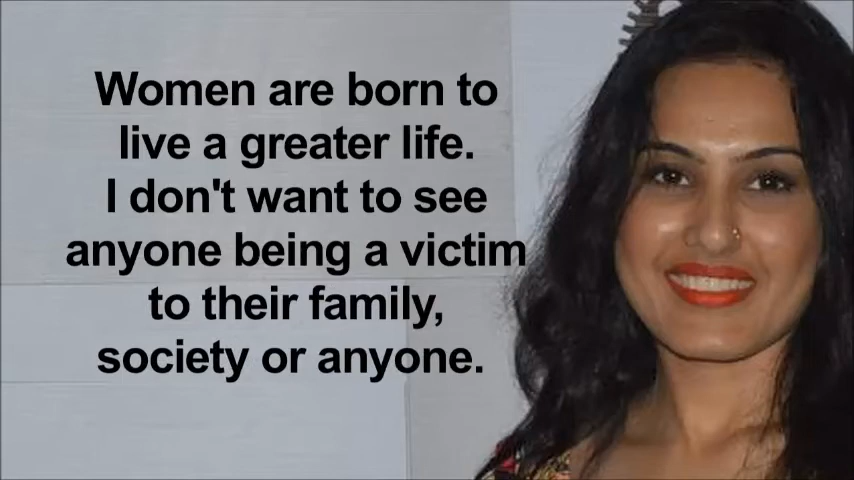 Women are born to
live a greater life.
I don't want to see
anyone being a victim
to their family,
society or anyone.